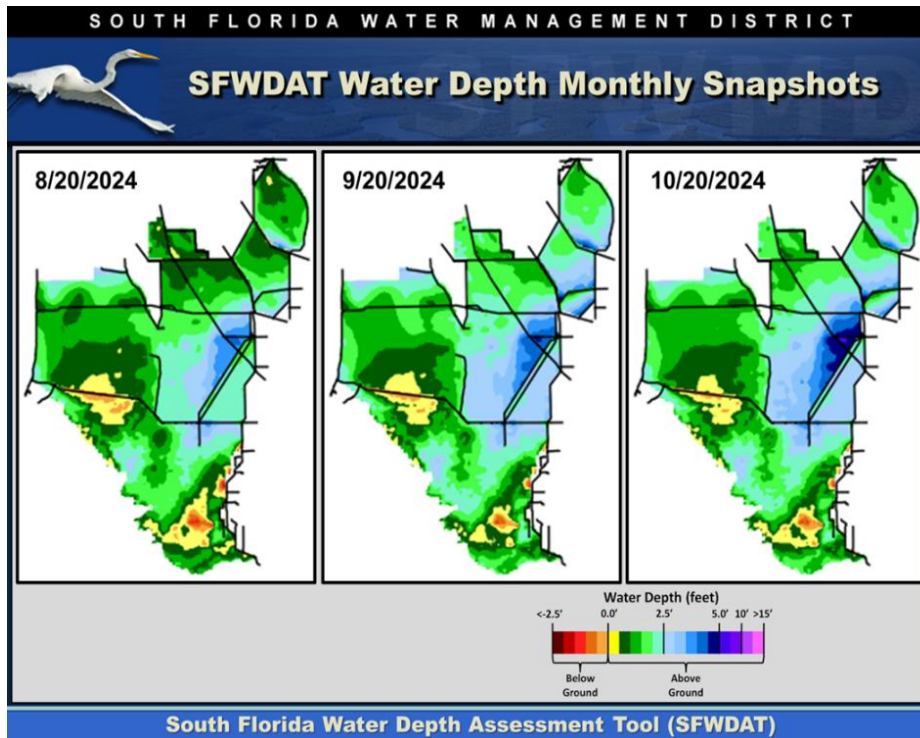 SOUTH FLORIDA WATER MANAGEMENT DISTRICT
SFWDAT Water Depth Monthly Snapshots
8/20/2024
9/20/2024
10/20/2024
Water Depth (feet)
<-2.5' 0.0' 2.5' 5.0' 10' >15'
Below Ground
Above Ground
South Florida Water Depth Assessment Tool (SFWDAT)